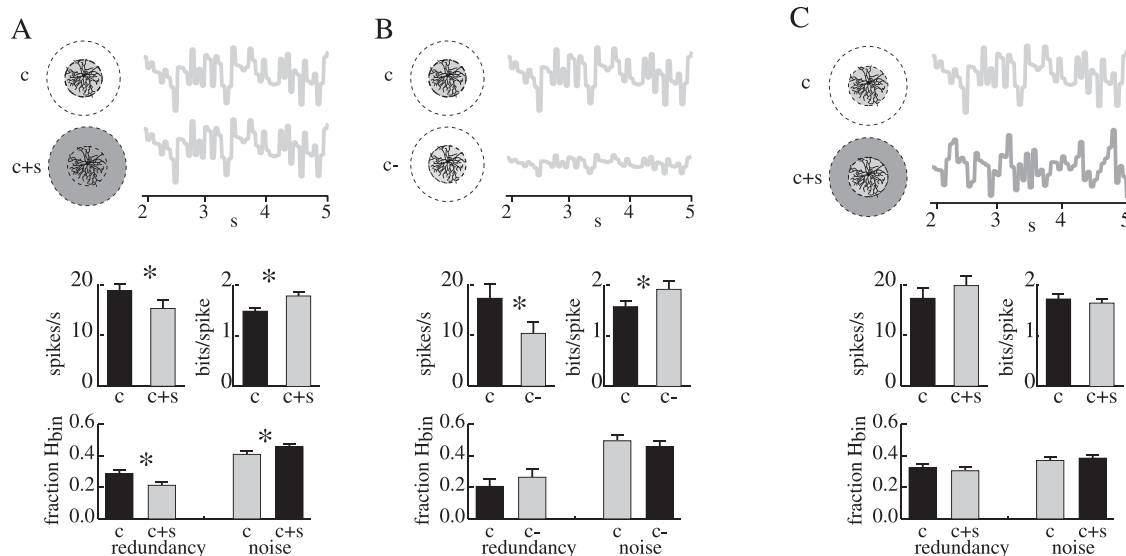 A
B
C
c
c
c
c+s
c-
c+s
2 3 4 5
s
2 3 4 5
s
2 3 4 5
s
20
10
0
spikes/s
*
c c+s
2
1
0
bits/spike
*
c c+s
20
10
0
spikes/s
*
c c-
2
1
0
bits/spike
*
c c-
20
10
0
spikes/s
c c+s
2
1
0
bits/spike
c c+s
0.6
0.4
0.2
0.0
fraction Hbin
*
*
c c+s c c+s
redundancy noise
0.6
0.4
0.2
0.0
fraction Hbin
c c- c c-
redundancy noise
0.6
0.4
0.2
0.0
fraction Hbin
c c+s c c+s
redundancy noise